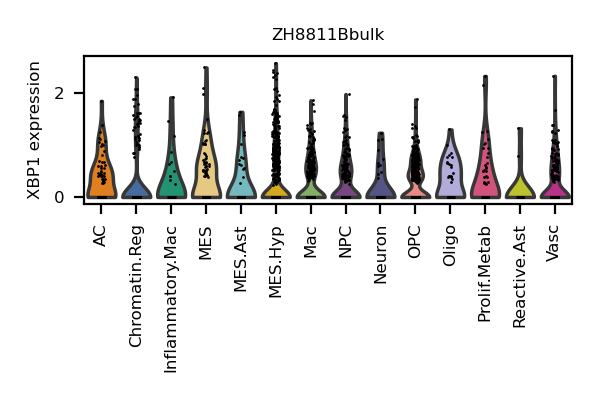 ZH8811Bbulk
XBP1 expression
2
0
AC
Chromatin.Reg
Inflammatory.Mac
MES
MES.Ast
MES.Hyp
Mac
NPC
Neuron
OPC
Oligo
Prolif.Metab
Reactive.Ast
Vasc